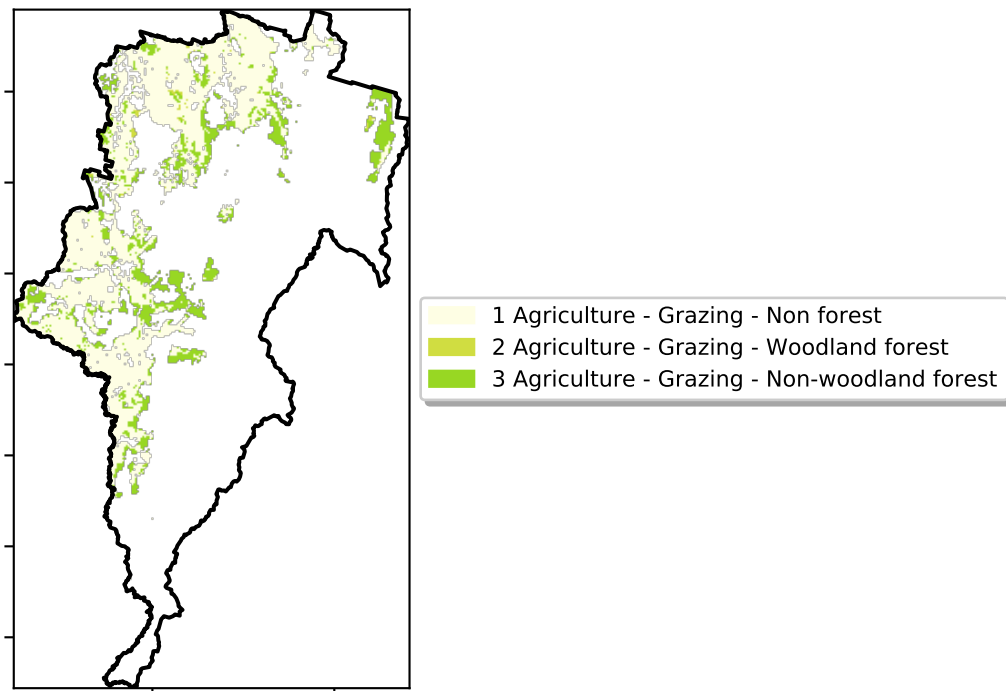 1 Agriculture - Grazing - Non forest
2 Agriculture - Grazing - Woodland forest
3 Agriculture - Grazing - Non-woodland forest